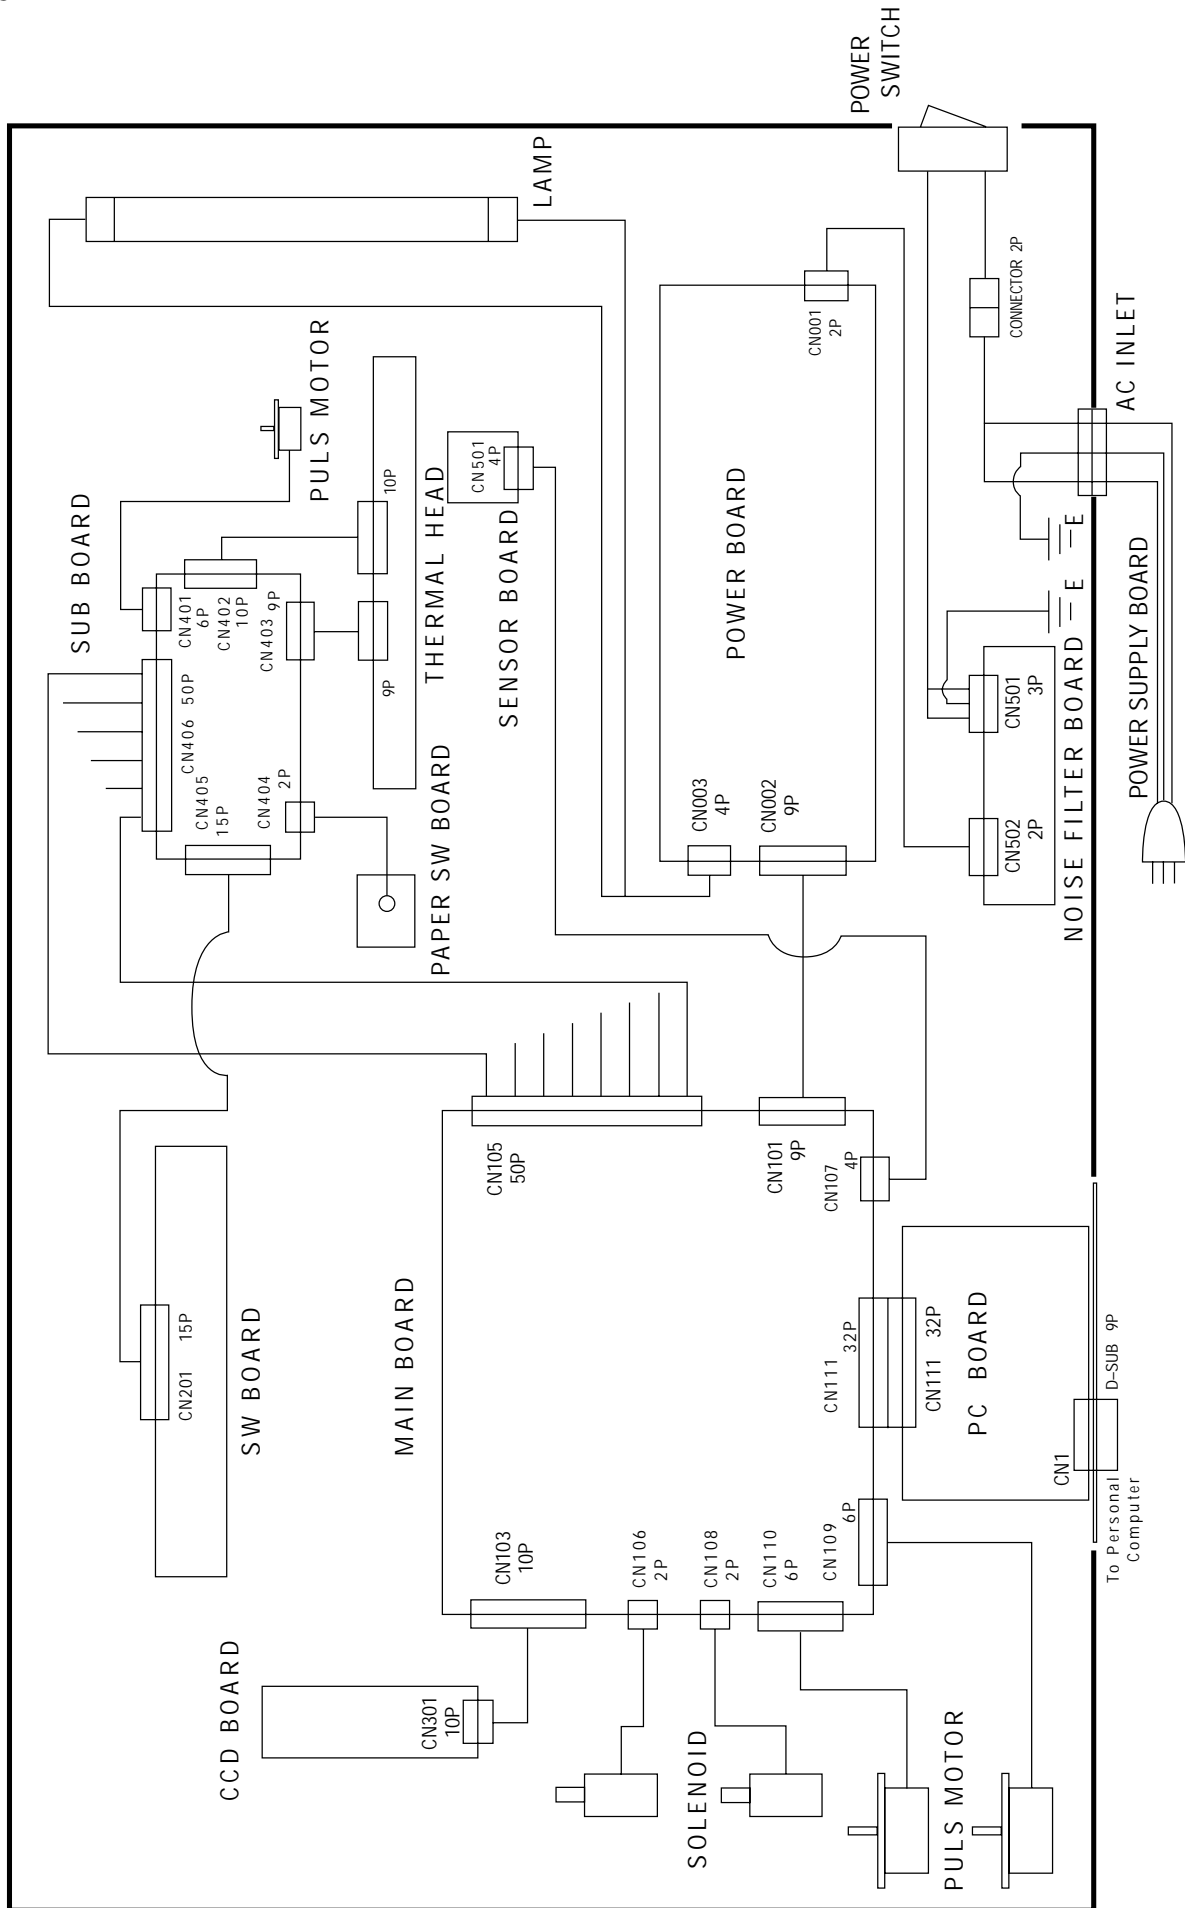 CCD BOARD
CN301
10P
SW BOARD
CN201 15P
SUB BOARD
CN401
6P
CN402
10P
CN403 9P
CN406 50P
CN405
15P
CN404
2P
PULS MOTOR
LAMP
10P
9P
THERMAL HEAD
PAPER SW BOARD
CN501
4P
SENSOR BOARD
MAIN BOARD
CN103
10P
CN105
50P
CN106
2P
CN108
2P
CN110
6P
CN109
6P
CN101
9P
CN107
4P
CN111
32P
CN111 32P
SOLENOID
PULS MOTOR
PC BOARD
CN1
D–SUB 9P
To Personal
Computer
POWER BOARD
CN003
4P
CN002
9P
CN001
2P
POWER
SWITCH
CONNECTOR 2P
AC INLET
E
E
CN501
3P
CN502
2P
NOISE FILTER BOARD
POWER SUPPLY BOARD